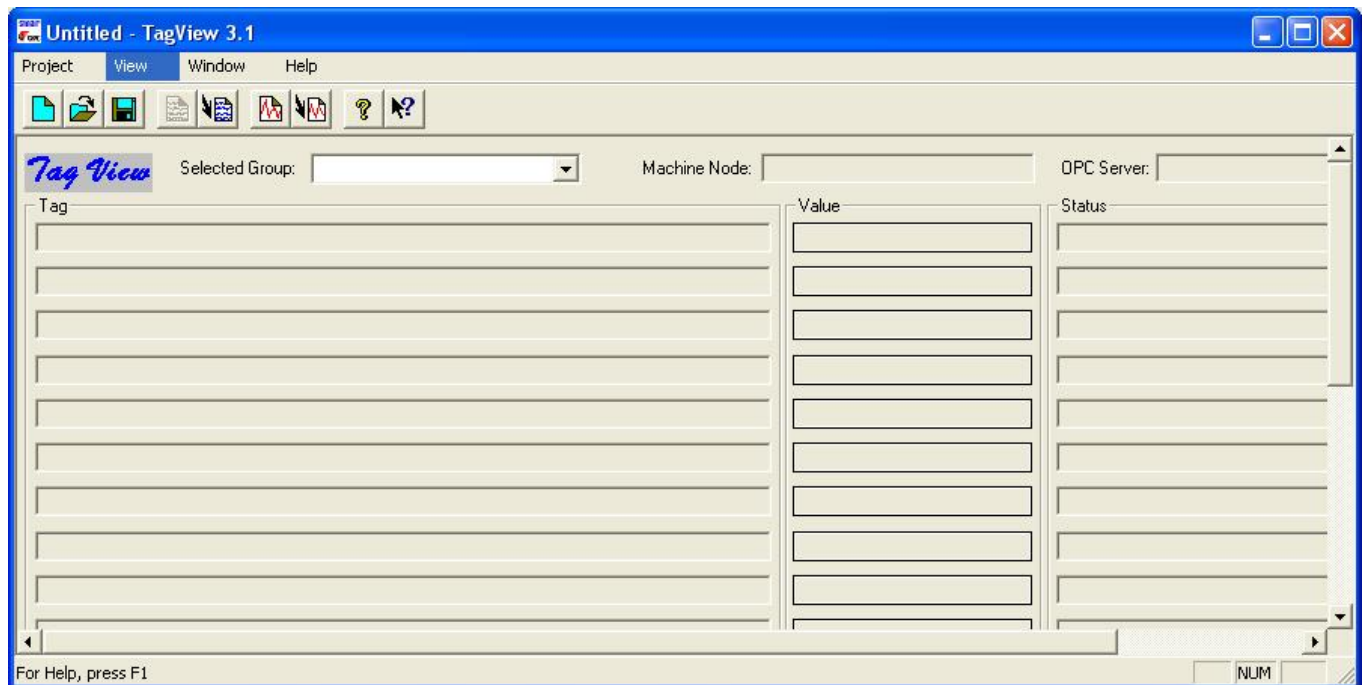 Untitled - TagView 3.1
Project View Window Help
Tag View Selected Group: Machine Node: OPC Server:
Tag Value Status
For Help, press F1 NUM